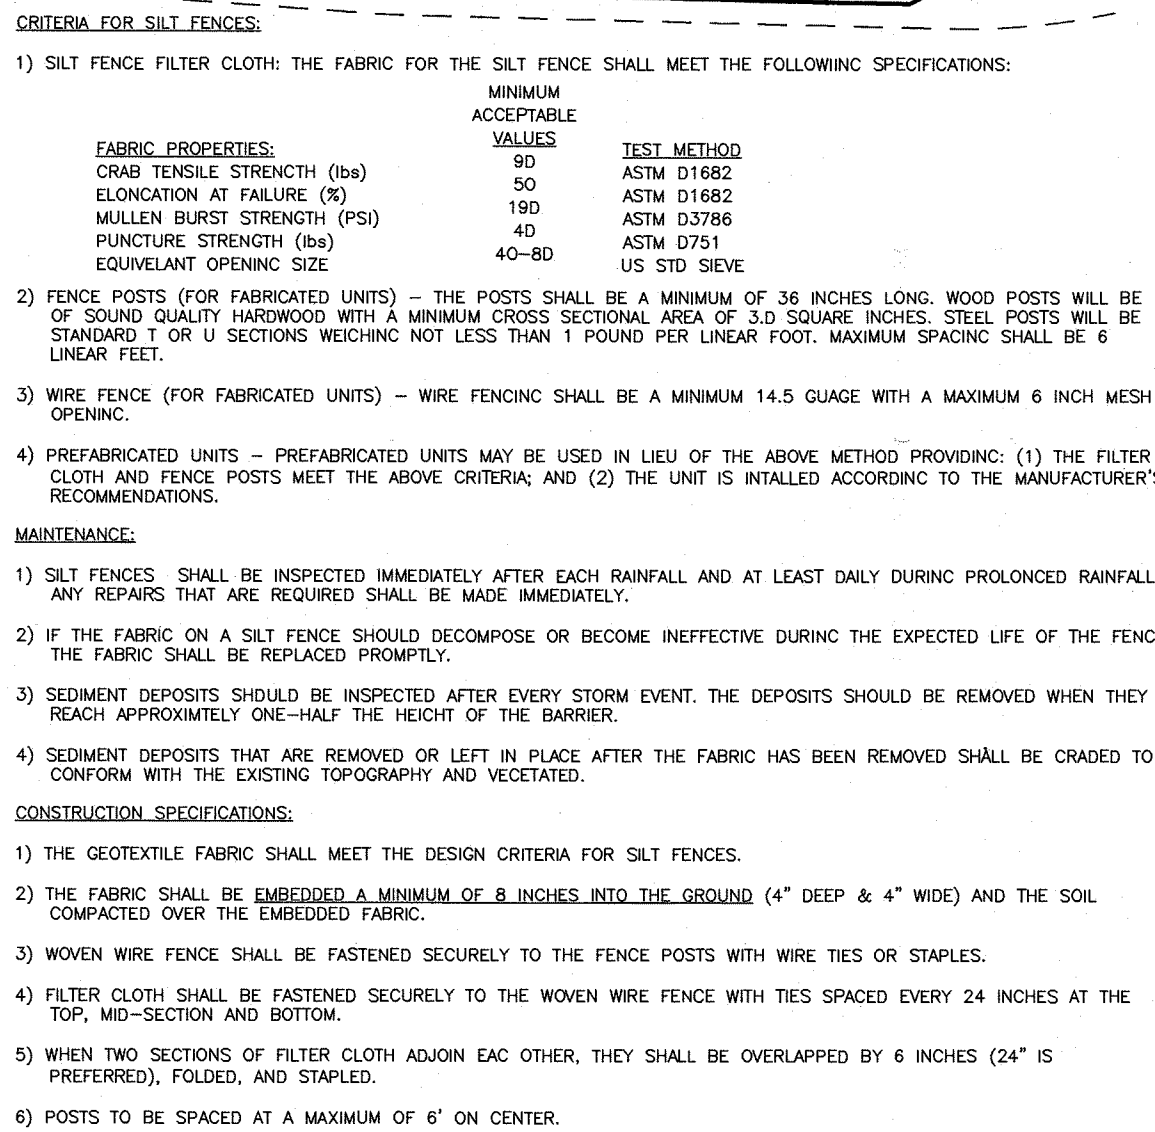 CRITERIA FOR SILT FENCES:
1) SILT FENCE FILTER CLOTH: THE FABRIC FOR THE SILT FENCE SHALL MEET THE FOLLOWIINC SPECIFICATIONS:
MINIMUM
ACCEPTABLE
FABRIC PROPERTIES: VALUES TEST METHOD
CRAB TENSILE STRENCTH (lbs) 9D ASTM D1682
ELONCATION AT FAILURE (%) 50 ASTM D1682
MULLEN BURST STRENGTH (PSI) 19D ASTM D3786
PUNCTURE STRENGTH (lbs) 4D ASTM D751
EQUIVELANT OPENINC SIZE 40-8D US STD SIEVE
2) FENCE POSTS (FOR FABRICATED UNITS) – THE POSTS SHALL BE A MINIMUM OF 36 INCHES LONG. WOOD POSTS WILL BE
OF SOUND QUALITY HARDWOOD WITH A MINIMUM CROSS SECTIONAL AREA OF 3.D SQUARE INCHES. STEEL POSTS WILL BE
STANDARD T OR U SECTIONS WEICHINC NOT LESS THAN 1 POUND PER LINEAR FOOT. MAXIMUM SPACINC SHALL BE 6
LINEAR FEET.
3) WIRE FENCE (FOR FABRICATED UNITS) – WIRE FENCINC SHALL BE A MINIMUM 14.5 GUAGE WITH A MAXIMUM 6 INCH MESH
OPENINC.
4) PREFABRICATED UNITS – PREFABRICATED UNITS MAY BE USED IN LIEU OF THE ABOVE METHOD PROVIDINC: (1) THE FILTER
CLOTH AND FENCE POSTS MEET THE ABOVE CRITERIA; AND (2) THE UNIT IS INTALLED ACCORDINC TO THE MANUFACTURER'S
RECOMMENDATIONS.
MAINTENANCE:
1) SILT FENCES SHALL BE INSPECTED IMMEDIATELY AFTER EACH RAINFALL AND AT LEAST DAILY DURINC PROLONCED RAINFALL
ANY REPAIRS THAT ARE REQUIRED SHALL BE MADE IMMEDIATELY.
2) IF THE FABRIC ON A SILT FENCE SHOULD DECOMPOSE OR BECOME INEFFECTIVE DURINC THE EXPECTED LIFE OF THE FENC
THE FABRIC SHALL BE REPLACED PROMPTLY.
3) SEDIMENT DEPOSITS SHDULD BE INSPECTED AFTER EVERY STORM EVENT. THE DEPOSITS SHOULD BE REMOVED WHEN THEY
REACH APPROXIMTELY ONE-HALF THE HEICHT OF THE BARRIER.
4) SEDIMENT DEPOSITS THAT ARE REMOVED OR LEFT IN PLACE AFTER THE FABRIC HAS BEEN REMOVED SHALL BE CRADED TO
CONFORM WITH THE EXISTING TOPOGRAPHY AND VECETATED.
CONSTRUCTION SPECIFICATIONS:
1) THE GEOTEXTILE FABRIC SHALL MEET THE DESIGN CRITERIA FOR SILT FENCES.
2) THE FABRIC SHALL BE EMBEDDED A MINIMUM OF 8 INCHES INTO THE GROUND (4" DEEP & 4" WIDE) AND THE SOIL
COMPACTED OVER THE EMBEDDED FABRIC.
3) WOVEN WIRE FENCE SHALL BE FASTENED SECURELY TO THE FENCE POSTS WITH WIRE TIES OR STAPLES.
4) FILTER CLOTH SHALL BE FASTENED SECURELY TO THE WOVEN WIRE FENCE WITH TIES SPACED EVERY 24 INCHES AT THE
TOP, MID-SECTION AND BOTTOM.
5) WHEN TWO SECTIONS OF FILTER CLOTH ADJOIN EAC OTHER, THEY SHALL BE OVERLAPPED BY 6 INCHES (24" IS
PREFERRED), FOLDED, AND STAPLED.
6) POSTS TO BE SPACED AT A MAXIMUM OF 6' ON CENTER.